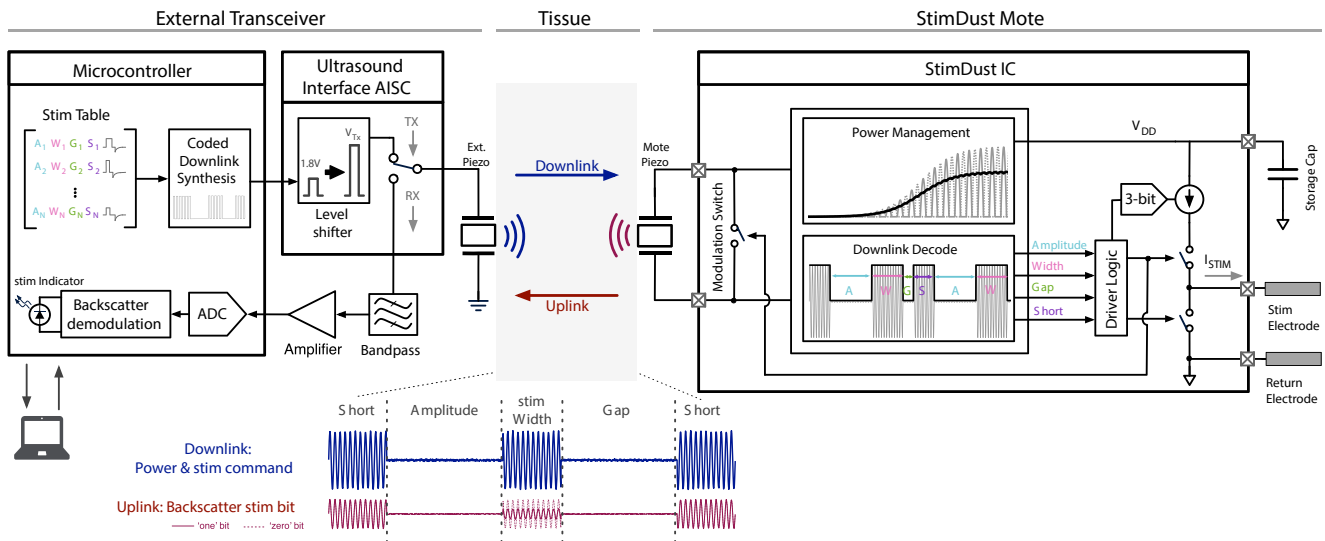 External Transceiver
Tissue
StimDust Mote
Microcontroller
Ultrasound
Interface AISC
StimDust IC
Stim Table
A1 W1 G1 S1
A2 W2 G2 S2
⋮
AN WN GN SN
Coded
Downlink
Synthesis
1.8V
VTx
Level
shifter
TX
RX
Ext.
Piezo
Downlink
Uplink
Mote
Piezo
Modulation Switch
Power Management
Downlink Decode
A W G S A W
Amplitude
Width
Gap
Short
Driver Logic
3-bit
VDD
Storage Cap
ISTIM
Stim
Electrode
Return
Electrode
stim Indicator
Backscatter
demodulation
ADC
Amplifier
Bandpass
Short
Amplitude
stim
Width
Gap
Short
Downlink:
Power & stim command
Uplink: Backscatter stim bit
'one' bit
'zero' bit